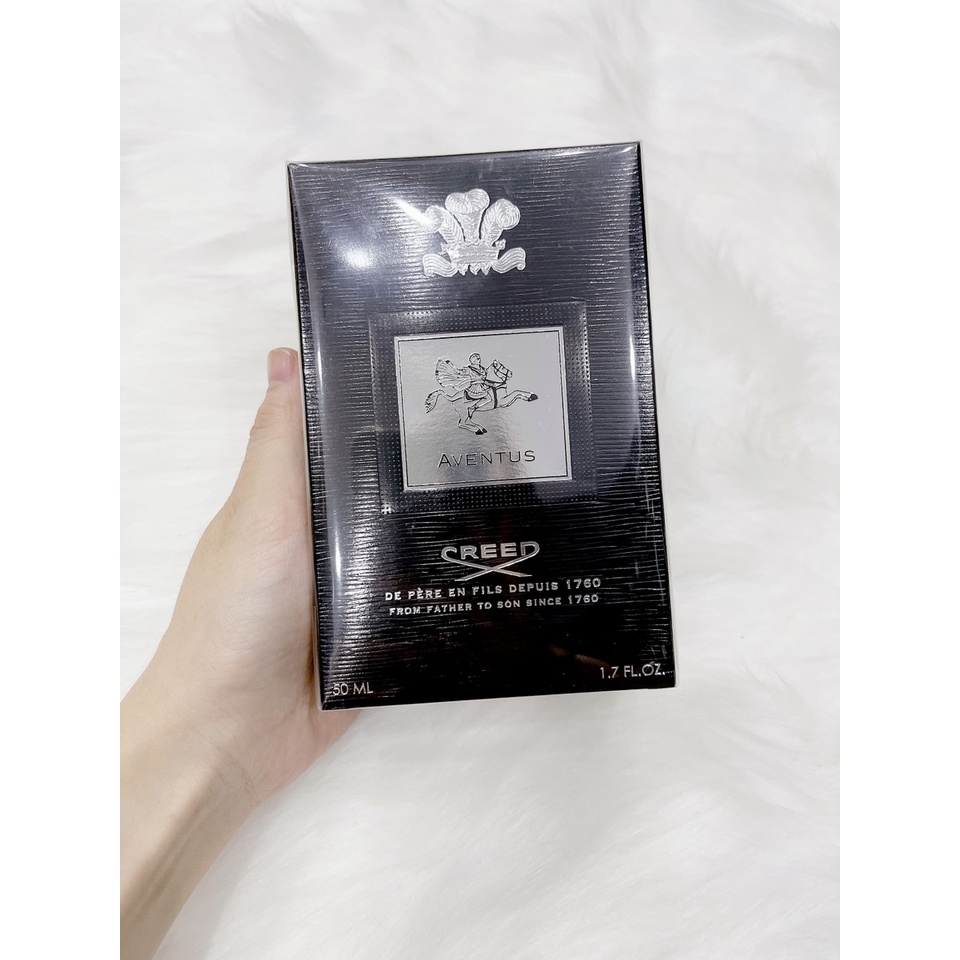 AVENTUS
CREED
DE PÈRE EN FILS DEPUIS 1760
FROM FATHER TO SON SINCE 1760
50 ML
1.7 FL.OZ.